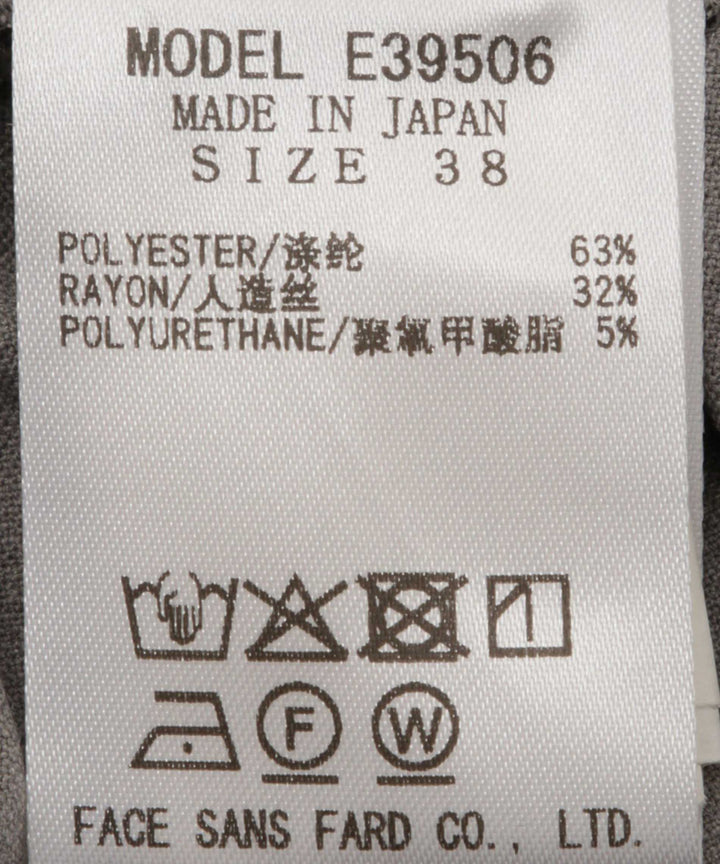 MODEL E39506
MADE IN JAPAN
SIZE 38
POLYESTER/涤纶 63%
RAYON/人造丝 32%
POLYURETHANE/聚氨甲酸脂 5%
F W
FACE SANS FARD CO., LTD.